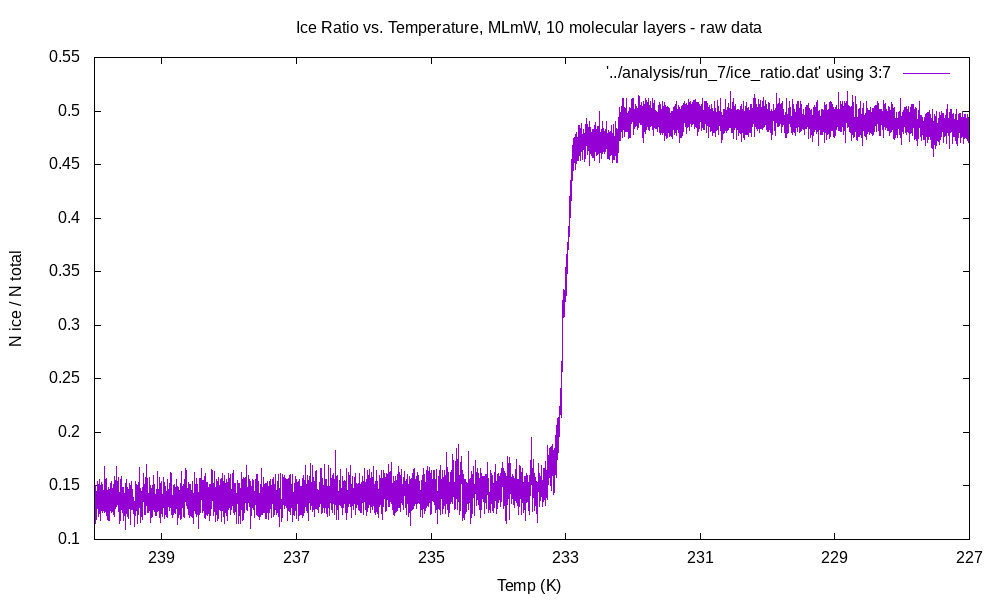 Ice Ratio vs. Temperature, MLmW, 10 molecular layers - raw data
'../analysis/run_7/ice_ratio.dat' using 3:7
N ice / N total
0.55
0.5
0.45
0.4
0.35
0.3
0.25
0.2
0.15
0.1
239 237 235 233 231 229 227
Temp (K)